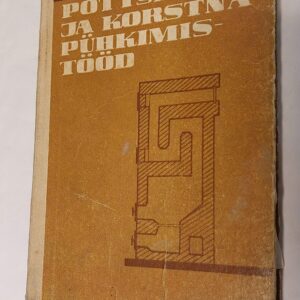 JA KORSTNA
PÜHKIMIS-
TÖÖD